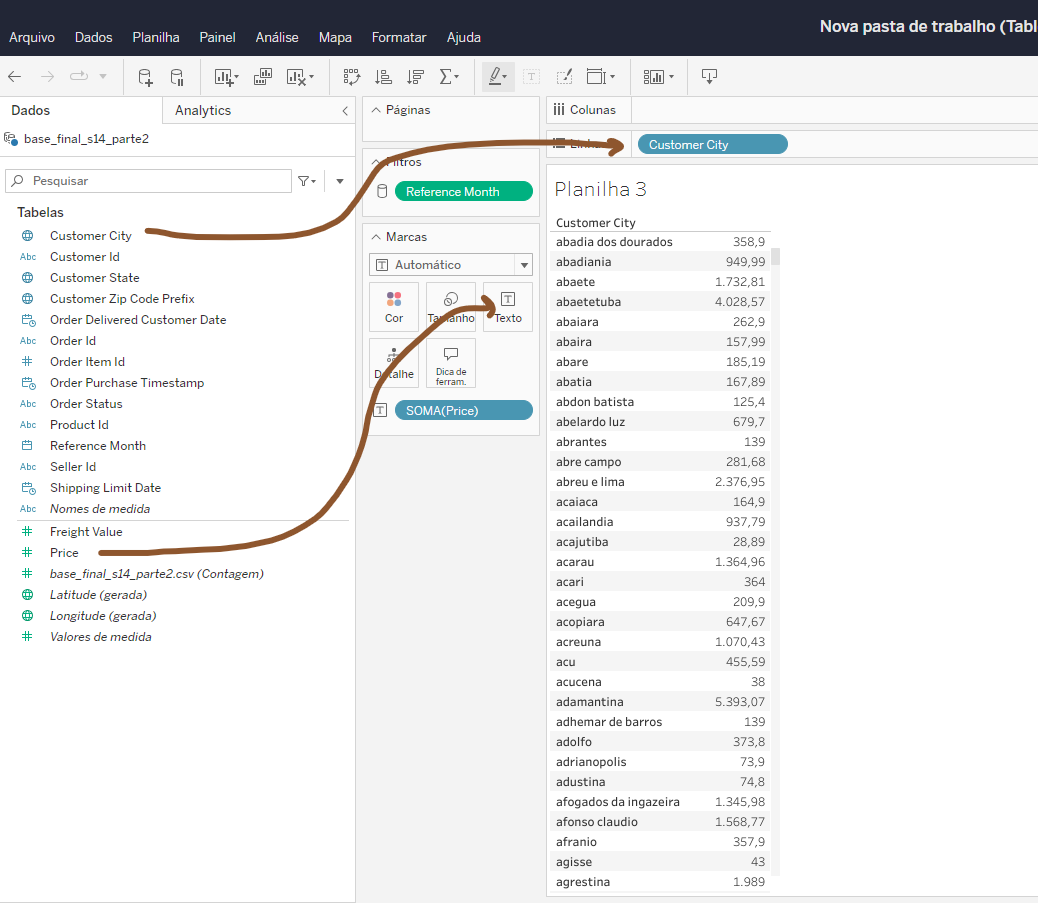 Nova pasta de trabalho (Tabl
Arquivo Dados Planilha Painel Análise Mapa Formatar Ajuda
Dados Analytics
base_final_s14_parte2
Pesquisar
Tabelas
Customer City
Abc Customer Id
Customer State
Customer Zip Code Prefix
Order Delivered Customer Date
Abc Order Id
Order Item Id
Order Purchase Timestamp
Abc Order Status
Abc Product Id
Reference Month
Abc Seller Id
Shipping Limit Date
Abc Nomes de medida
Freight Value
Price
base_final_s14_parte2.csv (Contagem)
Latitude (gerada)
Longitude (gerada)
Valores de medida
Páginas
Filtros
Reference Month
Marcas
Automático
Cor Tamanho Texto
Detalhe Dica de
ferram.
SOMA(Price)
Colunas
Linhas Customer City
Planilha 3
Customer City
abadia dos dourados 358,9
abadiania 949,99
abaete 1.732,81
abaetetuba 4.028,57
abaiara 262,9
abaira 157,99
abare 185,19
abatia 167,89
abdon batista 125,4
abelardo luz 679,7
abrantes 139
abre campo 281,68
abreu e lima 2.376,95
acaiaca 164,9
acailandia 937,79
acajutiba 28,89
acarau 1.364,96
acari 364
acegua 209,9
acopiara 647,67
acreuna 1.070,43
acu 455,59
acucena 38
adamantina 5.393,07
adhemar de barros 139
adolfo 373,8
adrianopolis 73,9
adustina 74,8
afogados da ingazeira 1.345,98
afonso claudio 1.568,77
afranio 357,9
agisse 43
agrestina 1.989